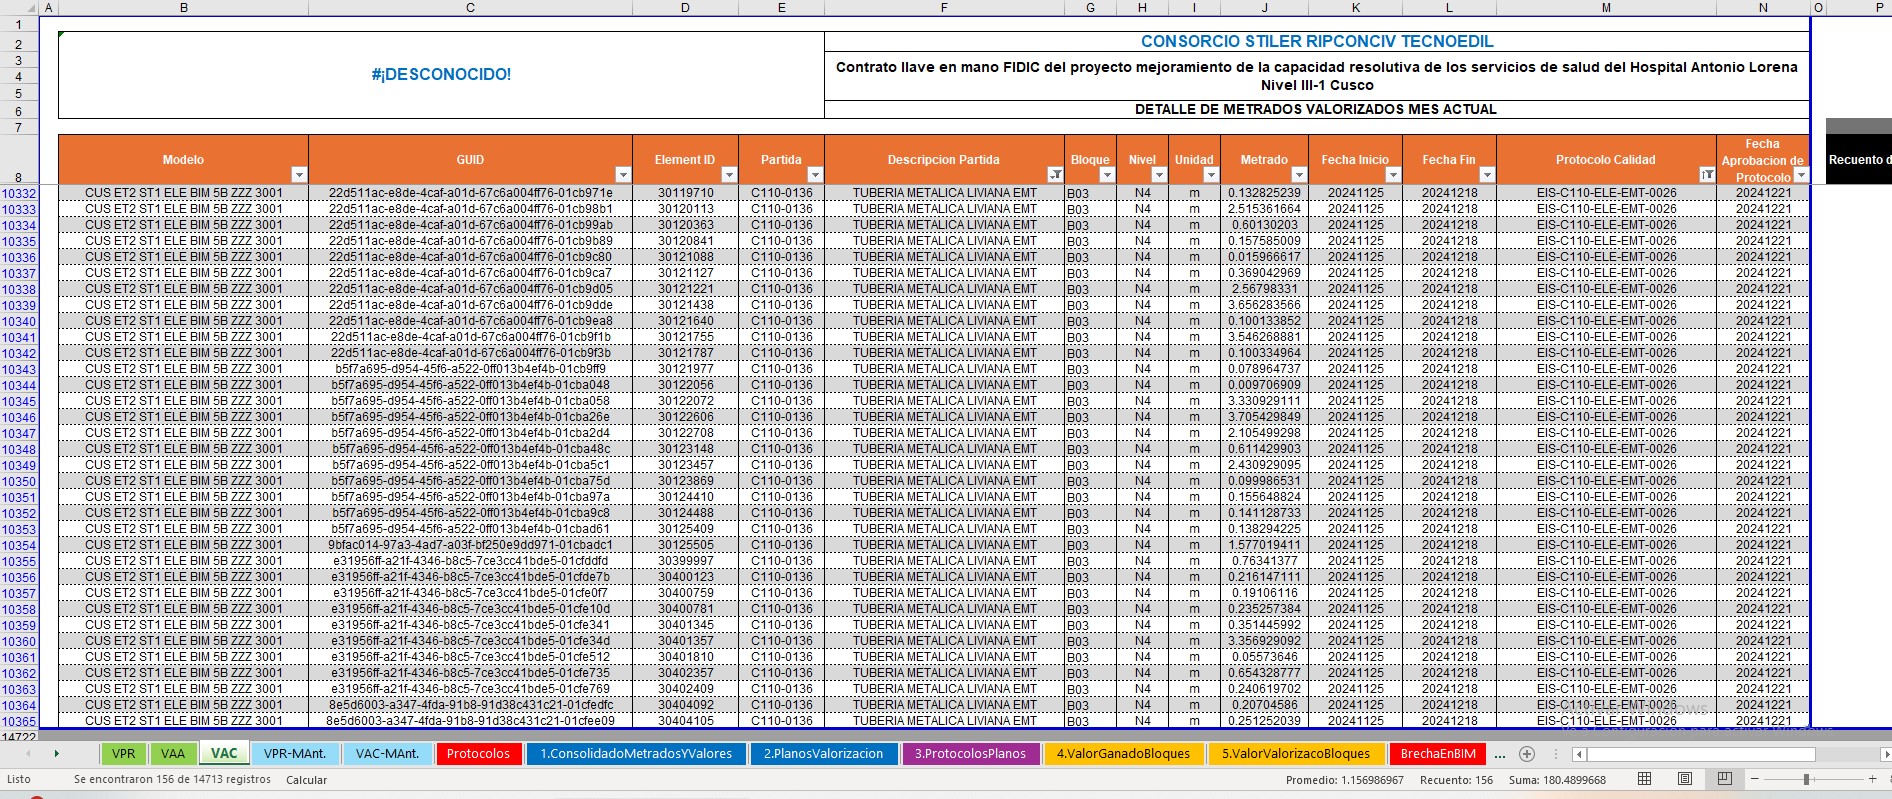 A B C D E F G H I J K L M N O P
1
2 CONSORCIO STILER RIPCONCIV TECNOEDIL
3
4 #¡DESCONOCIDO! Contrato llave en mano FIDIC del proyecto mejoramiento de la capacidad resolutiva de los servicios de salud del Hospital Antonio Lorena
5 Nivel III-1 Cusco
6 DETALLE DE METRADOS VALORIZADOS MES ACTUAL
7
8 Modelo GUID Element ID Partida Descripcion Partida Bloque Nivel Unidad Metrado Fecha Inicio Fecha Fin Protocolo Calidad Fecha Aprobacion de Protocolo Recuento d
10332 CUS ET2 ST1 ELE BIM 5B ZZZ 3001 22d511ac-e8de-4caf-a01d-67c6a004ff76-01cb971e 30119710 C110-0136 TUBERIA METALICA LIVIANA EMT B03 N4 m 0.132825239 20241125 20241218 EIS-C110-ELE-EMT-0026 20241221
10333 CUS ET2 ST1 ELE BIM 5B ZZZ 3001 22d511ac-e8de-4caf-a01d-67c6a004ff76-01cb98b1 30120113 C110-0136 TUBERIA METALICA LIVIANA EMT B03 N4 m 2.515361664 20241125 20241218 EIS-C110-ELE-EMT-0026 20241221
10334 CUS ET2 ST1 ELE BIM 5B ZZZ 3001 22d511ac-e8de-4caf-a01d-67c6a004ff76-01cb99ab 30120363 C110-0136 TUBERIA METALICA LIVIANA EMT B03 N4 m 0.60130203 20241125 20241218 EIS-C110-ELE-EMT-0026 20241221
10335 CUS ET2 ST1 ELE BIM 5B ZZZ 3001 22d511ac-e8de-4caf-a01d-67c6a004ff76-01cb9b89 30120841 C110-0136 TUBERIA METALICA LIVIANA EMT B03 N4 m 0.157585009 20241125 20241218 EIS-C110-ELE-EMT-0026 20241221
10336 CUS ET2 ST1 ELE BIM 5B ZZZ 3001 22d511ac-e8de-4caf-a01d-67c6a004ff76-01cb9c80 30121088 C110-0136 TUBERIA METALICA LIVIANA EMT B03 N4 m 0.015966617 20241125 20241218 EIS-C110-ELE-EMT-0026 20241221
10337 CUS ET2 ST1 ELE BIM 5B ZZZ 3001 22d511ac-e8de-4caf-a01d-67c6a004ff76-01cb9ca7 30121127 C110-0136 TUBERIA METALICA LIVIANA EMT B03 N4 m 0.369042969 20241125 20241218 EIS-C110-ELE-EMT-0026 20241221
10338 CUS ET2 ST1 ELE BIM 5B ZZZ 3001 22d511ac-e8de-4caf-a01d-67c6a004ff76-01cb9d05 30121221 C110-0136 TUBERIA METALICA LIVIANA EMT B03 N4 m 2.56798331 20241125 20241218 EIS-C110-ELE-EMT-0026 20241221
10339 CUS ET2 ST1 ELE BIM 5B ZZZ 3001 22d511ac-e8de-4caf-a01d-67c6a004ff76-01cb9dde 30121438 C110-0136 TUBERIA METALICA LIVIANA EMT B03 N4 m 3.656283566 20241125 20241218 EIS-C110-ELE-EMT-0026 20241221
10340 CUS ET2 ST1 ELE BIM 5B ZZZ 3001 22d511ac-e8de-4caf-a01d-67c6a004ff76-01cb9ea8 30121640 C110-0136 TUBERIA METALICA LIVIANA EMT B03 N4 m 0.100133852 20241125 20241218 EIS-C110-ELE-EMT-0026 20241221
10341 CUS ET2 ST1 ELE BIM 5B ZZZ 3001 22d511ac-e8de-4caf-a01d-67c6a004ff76-01cb9f1b 30121755 C110-0136 TUBERIA METALICA LIVIANA EMT B03 N4 m 3.546268881 20241125 20241218 EIS-C110-ELE-EMT-0026 20241221
10342 CUS ET2 ST1 ELE BIM 5B ZZZ 3001 22d511ac-e8de-4caf-a01d-67c6a004ff76-01cb9f3b 30121787 C110-0136 TUBERIA METALICA LIVIANA EMT B03 N4 m 0.100334964 20241125 20241218 EIS-C110-ELE-EMT-0026 20241221
10343 CUS ET2 ST1 ELE BIM 5B ZZZ 3001 b5f7a695-d954-45f6-a522-0ff013b4ef4b-01cb9ff9 30121977 C110-0136 TUBERIA METALICA LIVIANA EMT B03 N4 m 0.078964737 20241125 20241218 EIS-C110-ELE-EMT-0026 20241221
10344 CUS ET2 ST1 ELE BIM 5B ZZZ 3001 b5f7a695-d954-45f6-a522-0ff013b4ef4b-01cba048 30122056 C110-0136 TUBERIA METALICA LIVIANA EMT B03 N4 m 0.009706909 20241125 20241218 EIS-C110-ELE-EMT-0026 20241221
10345 CUS ET2 ST1 ELE BIM 5B ZZZ 3001 b5f7a695-d954-45f6-a522-0ff013b4ef4b-01cba058 30122072 C110-0136 TUBERIA METALICA LIVIANA EMT B03 N4 m 3.330929111 20241125 20241218 EIS-C110-ELE-EMT-0026 20241221
10346 CUS ET2 ST1 ELE BIM 5B ZZZ 3001 b5f7a695-d954-45f6-a522-0ff013b4ef4b-01cba26e 30122606 C110-0136 TUBERIA METALICA LIVIANA EMT B03 N4 m 3.705429849 20241125 20241218 EIS-C110-ELE-EMT-0026 20241221
10347 CUS ET2 ST1 ELE BIM 5B ZZZ 3001 b5f7a695-d954-45f6-a522-0ff013b4ef4b-01cba2d4 30122708 C110-0136 TUBERIA METALICA LIVIANA EMT B03 N4 m 2.105499298 20241125 20241218 EIS-C110-ELE-EMT-0026 20241221
10348 CUS ET2 ST1 ELE BIM 5B ZZZ 3001 b5f7a695-d954-45f6-a522-0ff013b4ef4b-01cba48c 30123148 C110-0136 TUBERIA METALICA LIVIANA EMT B03 N4 m 0.611429903 20241125 20241218 EIS-C110-ELE-EMT-0026 20241221
10349 CUS ET2 ST1 ELE BIM 5B ZZZ 3001 b5f7a695-d954-45f6-a522-0ff013b4ef4b-01cba5c1 30123457 C110-0136 TUBERIA METALICA LIVIANA EMT B03 N4 m 2.430929095 20241125 20241218 EIS-C110-ELE-EMT-0026 20241221
10350 CUS ET2 ST1 ELE BIM 5B ZZZ 3001 b5f7a695-d954-45f6-a522-0ff013b4ef4b-01cba75d 30123869 C110-0136 TUBERIA METALICA LIVIANA EMT B03 N4 m 0.099986531 20241125 20241218 EIS-C110-ELE-EMT-0026 20241221
10351 CUS ET2 ST1 ELE BIM 5B ZZZ 3001 b5f7a695-d954-45f6-a522-0ff013b4ef4b-01cba97a 30124410 C110-0136 TUBERIA METALICA LIVIANA EMT B03 N4 m 0.155648824 20241125 20241218 EIS-C110-ELE-EMT-0026 20241221
10352 CUS ET2 ST1 ELE BIM 5B ZZZ 3001 b5f7a695-d954-45f6-a522-0ff013b4ef4b-01cba9c8 30124488 C110-0136 TUBERIA METALICA LIVIANA EMT B03 N4 m 0.141128733 20241125 20241218 EIS-C110-ELE-EMT-0026 20241221
10353 CUS ET2 ST1 ELE BIM 5B ZZZ 3001 b5f7a695-d954-45f6-a522-0ff013b4ef4b-01cbad61 30125409 C110-0136 TUBERIA METALICA LIVIANA EMT B03 N4 m 0.138294225 20241125 20241218 EIS-C110-ELE-EMT-0026 20241221
10354 CUS ET2 ST1 ELE BIM 5B ZZZ 3001 9bfac014-97a3-4ad7-a03f-bf250e9dd971-01cbadc1 30125505 C110-0136 TUBERIA METALICA LIVIANA EMT B03 N4 m 1.577019411 20241125 20241218 EIS-C110-ELE-EMT-0026 20241221
10355 CUS ET2 ST1 ELE BIM 5B ZZZ 3001 e31956ff-a21f-4346-b8c5-7ce3cc41bde5-01cfddfd 30399997 C110-0136 TUBERIA METALICA LIVIANA EMT B03 N4 m 0.76341377 20241125 20241218 EIS-C110-ELE-EMT-0026 20241221
10356 CUS ET2 ST1 ELE BIM 5B ZZZ 3001 e31956ff-a21f-4346-b8c5-7ce3cc41bde5-01cfde7b 30400123 C110-0136 TUBERIA METALICA LIVIANA EMT B03 N4 m 0.216147111 20241125 20241218 EIS-C110-ELE-EMT-0026 20241221
10357 CUS ET2 ST1 ELE BIM 5B ZZZ 3001 e31956ff-a21f-4346-b8c5-7ce3cc41bde5-01cfe0f7 30400759 C110-0136 TUBERIA METALICA LIVIANA EMT B03 N4 m 0.19106116 20241125 20241218 EIS-C110-ELE-EMT-0026 20241221
10358 CUS ET2 ST1 ELE BIM 5B ZZZ 3001 e31956ff-a21f-4346-b8c5-7ce3cc41bde5-01cfe10d 30400781 C110-0136 TUBERIA METALICA LIVIANA EMT B03 N4 m 0.235257384 20241125 20241218 EIS-C110-ELE-EMT-0026 20241221
10359 CUS ET2 ST1 ELE BIM 5B ZZZ 3001 e31956ff-a21f-4346-b8c5-7ce3cc41bde5-01cfe341 30401345 C110-0136 TUBERIA METALICA LIVIANA EMT B03 N4 m 0.351445992 20241125 20241218 EIS-C110-ELE-EMT-0026 20241221
10360 CUS ET2 ST1 ELE BIM 5B ZZZ 3001 e31956ff-a21f-4346-b8c5-7ce3cc41bde5-01cfe34d 30401357 C110-0136 TUBERIA METALICA LIVIANA EMT B03 N4 m 3.356929092 20241125 20241218 EIS-C110-ELE-EMT-0026 20241221
10361 CUS ET2 ST1 ELE BIM 5B ZZZ 3001 e31956ff-a21f-4346-b8c5-7ce3cc41bde5-01cfe512 30401810 C110-0136 TUBERIA METALICA LIVIANA EMT B03 N4 m 0.05573646 20241125 20241218 EIS-C110-ELE-EMT-0026 20241221
10362 CUS ET2 ST1 ELE BIM 5B ZZZ 3001 e31956ff-a21f-4346-b8c5-7ce3cc41bde5-01cfe735 30402357 C110-0136 TUBERIA METALICA LIVIANA EMT B03 N4 m 0.654328777 20241125 20241218 EIS-C110-ELE-EMT-0026 20241221
10363 CUS ET2 ST1 ELE BIM 5B ZZZ 3001 e31956ff-a21f-4346-b8c5-7ce3cc41bde5-01cfe769 30402409 C110-0136 TUBERIA METALICA LIVIANA EMT B03 N4 m 0.240619702 20241125 20241218 EIS-C110-ELE-EMT-0026 20241221
10364 CUS ET2 ST1 ELE BIM 5B ZZZ 3001 8e5d6003-a347-4fda-91b8-91d38c431c21-01cfedfc 30404092 C110-0136 TUBERIA METALICA LIVIANA EMT B03 N4 m 0.20704586 20241125 20241218 EIS-C110-ELE-EMT-0026 20241221
10365 CUS ET2 ST1 ELE BIM 5B ZZZ 3001 8e5d6003-a347-4fda-91b8-91d38c431c21-01cfee09 30404105 C110-0136 TUBERIA METALICA LIVIANA EMT B03 N4 m 0.251252039 20241125 20241218 EIS-C110-ELE-EMT-0026 20241221
14722
VPR VAA VAC VPR-MAnt. VAC-MAnt. Protocolos 1.ConsolidadoMetradosYValores 2.PlanosValorizacion 3.ProtocolosPlanos 4.ValorGanadoBloques 5.ValorValorizacoBloques BrechaEnBIM ...
Listo Se encontraron 156 de 14713 registros Calcular Promedio: 1.156986967 Recuento: 156 Suma: 180.4899668